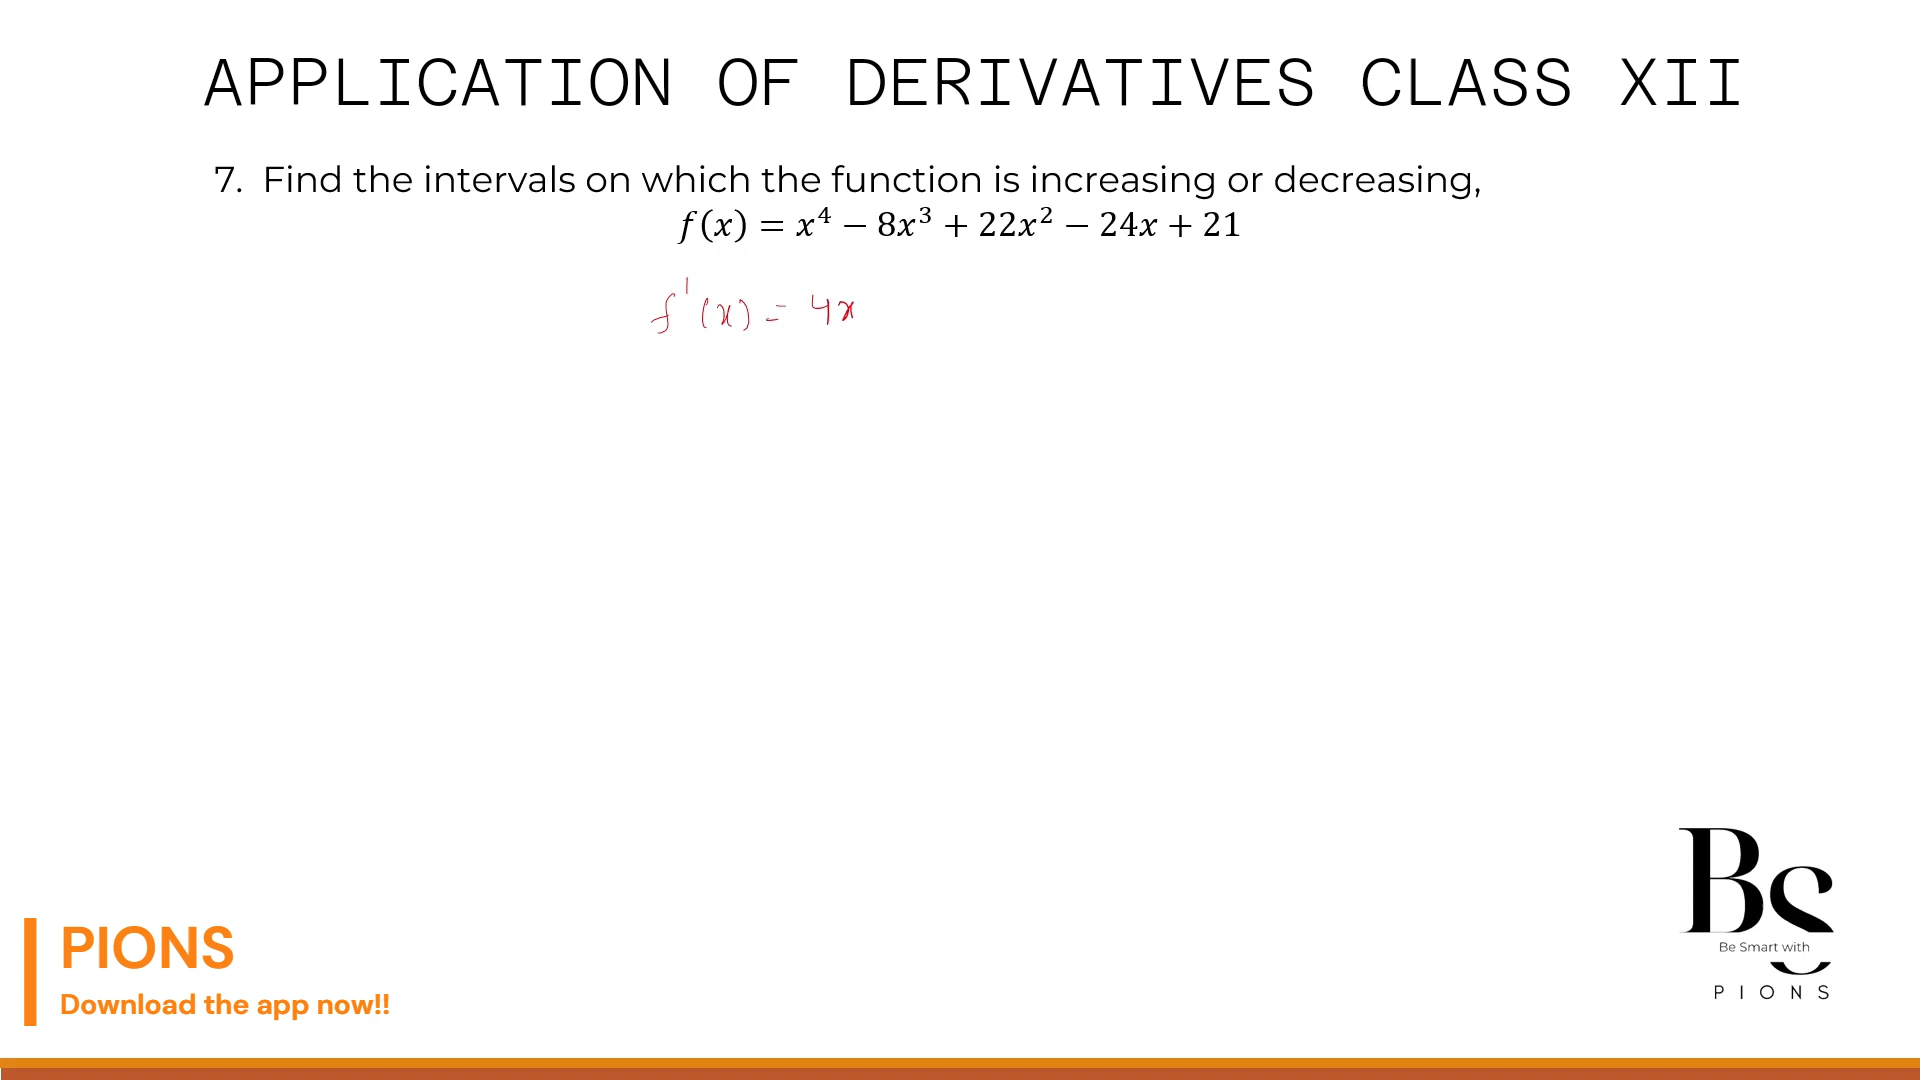 APPLICATION OF DERIVATIVES CLASS XII
7. Find the intervals on which the function is increasing or decreasing,
f(x) = x⁴ − 8x³ + 22x² − 24x + 21
f'(x) = 4x
PIONS
Download the app now!!
Bs
Be Smart with
PIONS